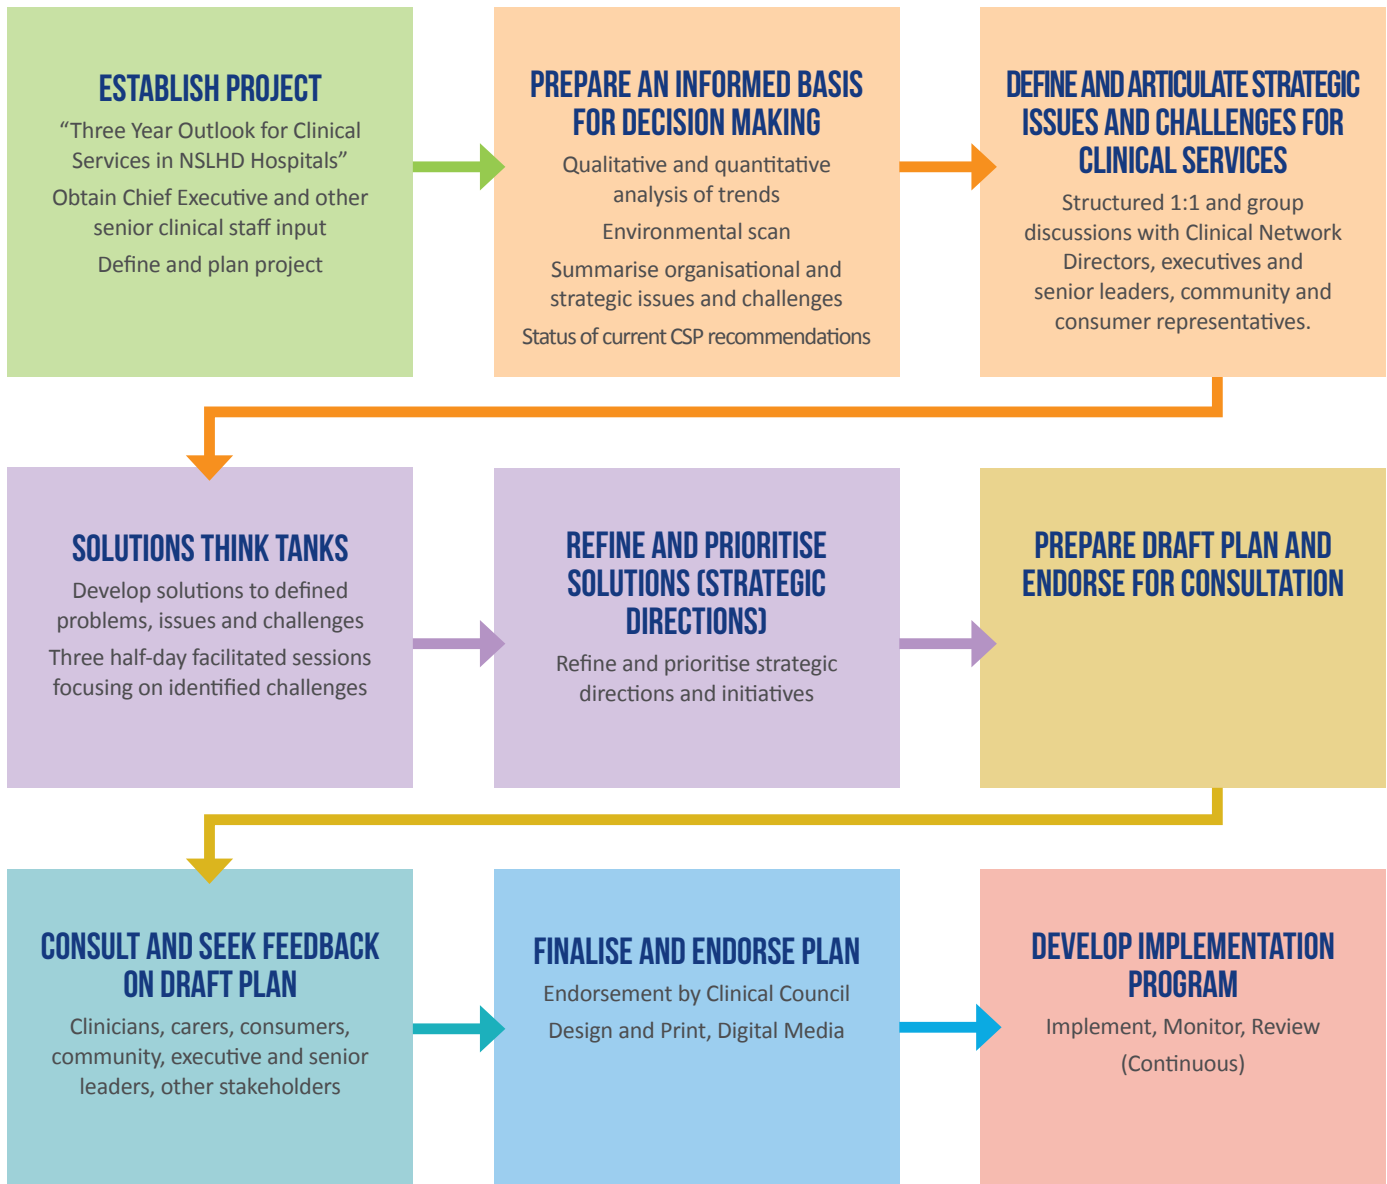 ESTABLISH PROJECT
“Three Year Outlook for Clinical
Services in NSLHD Hospitals”
Obtain Chief Executive and other
senior clinical staff input
Define and plan project
PREPARE AN INFORMED BASIS
FOR DECISION MAKING
Qualitative and quantitative
analysis of trends
Environmental scan
Summarise organisational and
strategic issues and challenges
Status of current CSP recommendations
DEFINE AND ARTICULATE STRATEGIC
ISSUES AND CHALLENGES FOR
CLINICAL SERVICES
Structured 1:1 and group
discussions with Clinical Network
Directors, executives and
senior leaders, community and
consumer representatives.
SOLUTIONS THINK TANKS
Develop solutions to defined
problems, issues and challenges
Three half-day facilitated sessions
focusing on identified challenges
REFINE AND PRIORITISE
SOLUTIONS (STRATEGIC
DIRECTIONS)
Refine and prioritise strategic
directions and initiatives
PREPARE DRAFT PLAN AND
ENDORSE FOR CONSULTATION
CONSULT AND SEEK FEEDBACK
ON DRAFT PLAN
Clinicians, carers, consumers,
community, executive and senior
leaders, other stakeholders
FINALISE AND ENDORSE PLAN
Endorsement by Clinical Council
Design and Print, Digital Media
DEVELOP IMPLEMENTATION
PROGRAM
Implement, Monitor, Review
(Continuous)